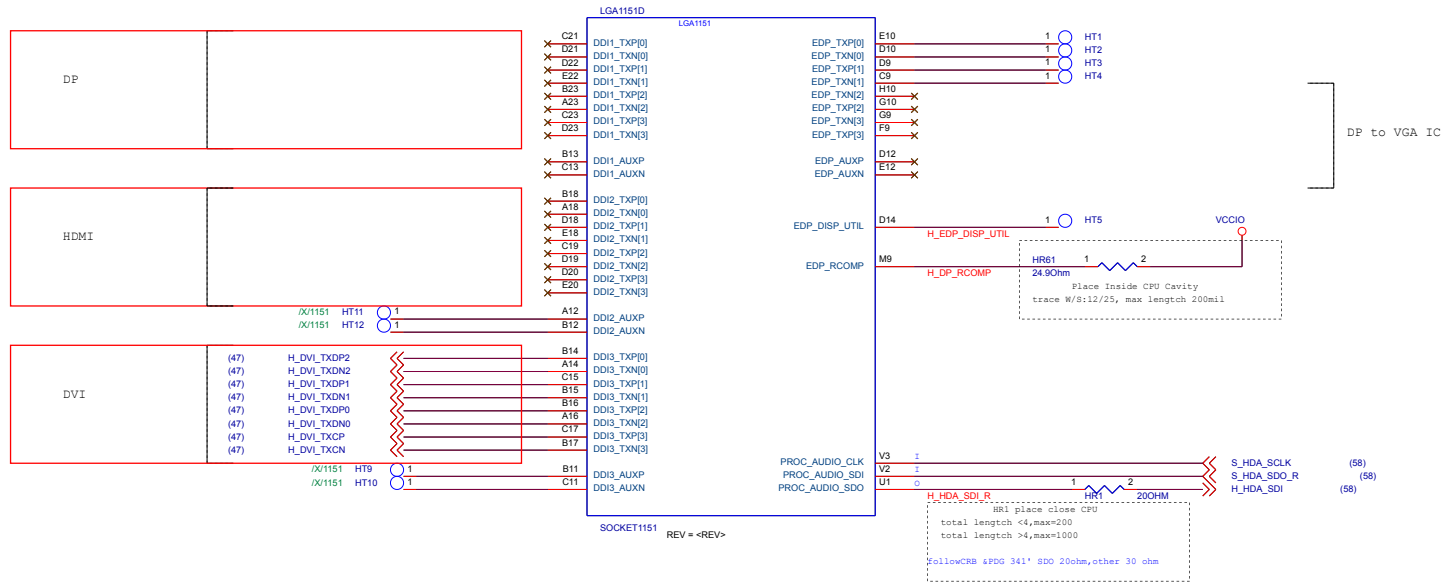 LGA1151D
LGA1151
DP
C21 DDI1_TXP[0]
D21 DDI1_TXN[0]
D22 DDI1_TXP[1]
E22 DDI1_TXN[1]
B23 DDI1_TXP[2]
A23 DDI1_TXN[2]
C23 DDI1_TXP[3]
D23 DDI1_TXN[3]
B13 DDI1_AUXP
C13 DDI1_AUXN
HDMI
B18 DDI2_TXP[0]
A18 DDI2_TXN[0]
D18 DDI2_TXP[1]
E18 DDI2_TXN[1]
C19 DDI2_TXP[2]
D19 DDI2_TXN[2]
D20 DDI2_TXP[3]
E20 DDI2_TXN[3]
/X/1151 HT11 1 A12 DDI2_AUXP
/X/1151 HT12 1 B12 DDI2_AUXN
DVI
(47) H_DVI_TXDP2 B14 DDI3_TXP[0]
(47) H_DVI_TXDN2 A14 DDI3_TXN[0]
(47) H_DVI_TXDP1 C15 DDI3_TXP[1]
(47) H_DVI_TXDN1 B15 DDI3_TXN[1]
(47) H_DVI_TXDP0 B16 DDI3_TXP[2]
(47) H_DVI_TXDN0 A16 DDI3_TXN[2]
(47) H_DVI_TXCP C17 DDI3_TXP[3]
(47) H_DVI_TXCN B17 DDI3_TXN[3]
/X/1151 HT9 1 B11 DDI3_AUXP
/X/1151 HT10 1 C11 DDI3_AUXN
EDP_TXP[0] E10 1 HT1
EDP_TXN[0] D10 1 HT2
EDP_TXP[1] D9 1 HT3
EDP_TXN[1] C9 1 HT4
EDP_TXN[2] H10
EDP_TXP[2] G10
EDP_TXN[3] G9
EDP_TXP[3] F9
EDP_AUXP D12
EDP_AUXN E12
DP to VGA IC
EDP_DISP_UTIL D14 1 HT5
H_EDP_DISP_UTIL
VCCIO
EDP_RCOMP M9 HR61 1 2
H_DP_RCOMP 24.9Ohm
Place Inside CPU Cavity
trace W/S:12/25, max lengtch 200mil
PROC_AUDIO_CLK V3 I S_HDA_SCLK (58)
PROC_AUDIO_SDI V2 I S_HDA_SDO_R (58)
PROC_AUDIO_SDO U1 O 1 2 H_HDA_SDI (58)
H_HDA_SDI_R HR1 20OHM
HR1 place close CPU
total lengtch <4,max=200
total lengtch >4,max=1000
followCRB &PDG 341' SDO 20ohm,other 30 ohm
SOCKET1151
REV = <REV>